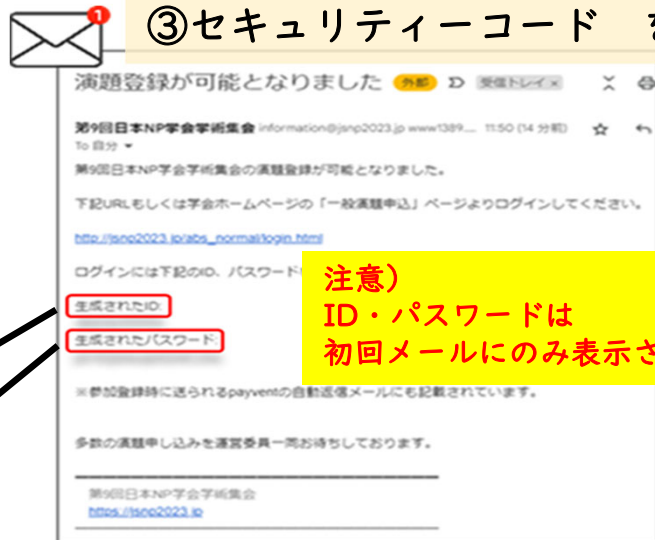 1
③セキュリティーコード
演題登録が可能となりました 外部 受信トレイ×
第9回日本NP学会学術集会 information@jsnp2023.jp www1389.... 11:50 (14 分前)
To 自分
第9回日本NP学会学術集会の演題登録が可能となりました。
下記URLもしくは学会ホームページの「一般演題申込」ページよりログインしてください。
http://jsnp2023.jp/abs_normal/login.html
ログインには下記のID、パスワード
注意)
ID・パスワードは
初回メールにのみ表示さ
生成されたID:
生成されたパスワード:
※参加登録時に送られるpayventの自動返信メールにも記載されています。
多数の演題申し込みを運営委員一同お待ちしております。
第9回日本NP学会学術集会
https://jsnp2023.jp